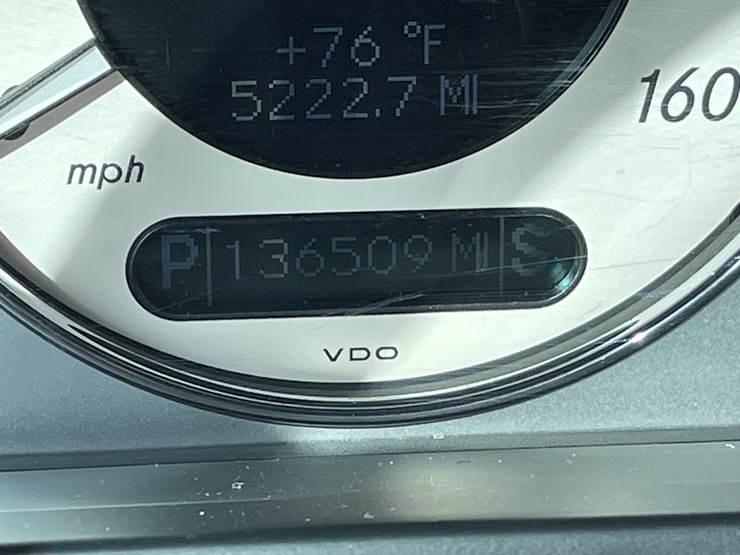 +76 °F
5222.7 MI
160
mph
P 136509 MI S
VDO